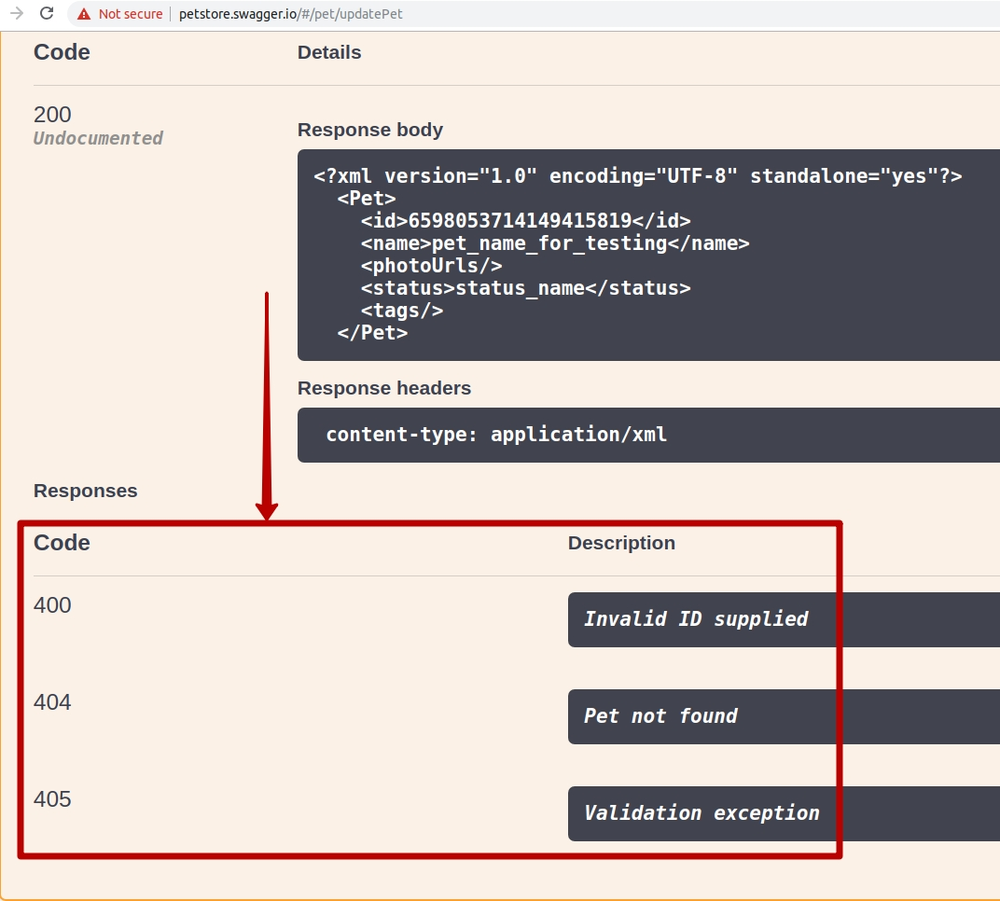 Not secure petstore.swagger.io/#/pet/updatePet
Code Details
200
Undocumented
Response body
<?xml version="1.0" encoding="UTF-8" standalone="yes"?>
<Pet>
<id>6598053714149415819</id>
<name>pet_name_for_testing</name>
<photoUrls/>
<status>status_name</status>
<tags/>
</Pet>
Response headers
content-type: application/xml
Responses
Code Description
400 Invalid ID supplied
404 Pet not found
405 Validation exception